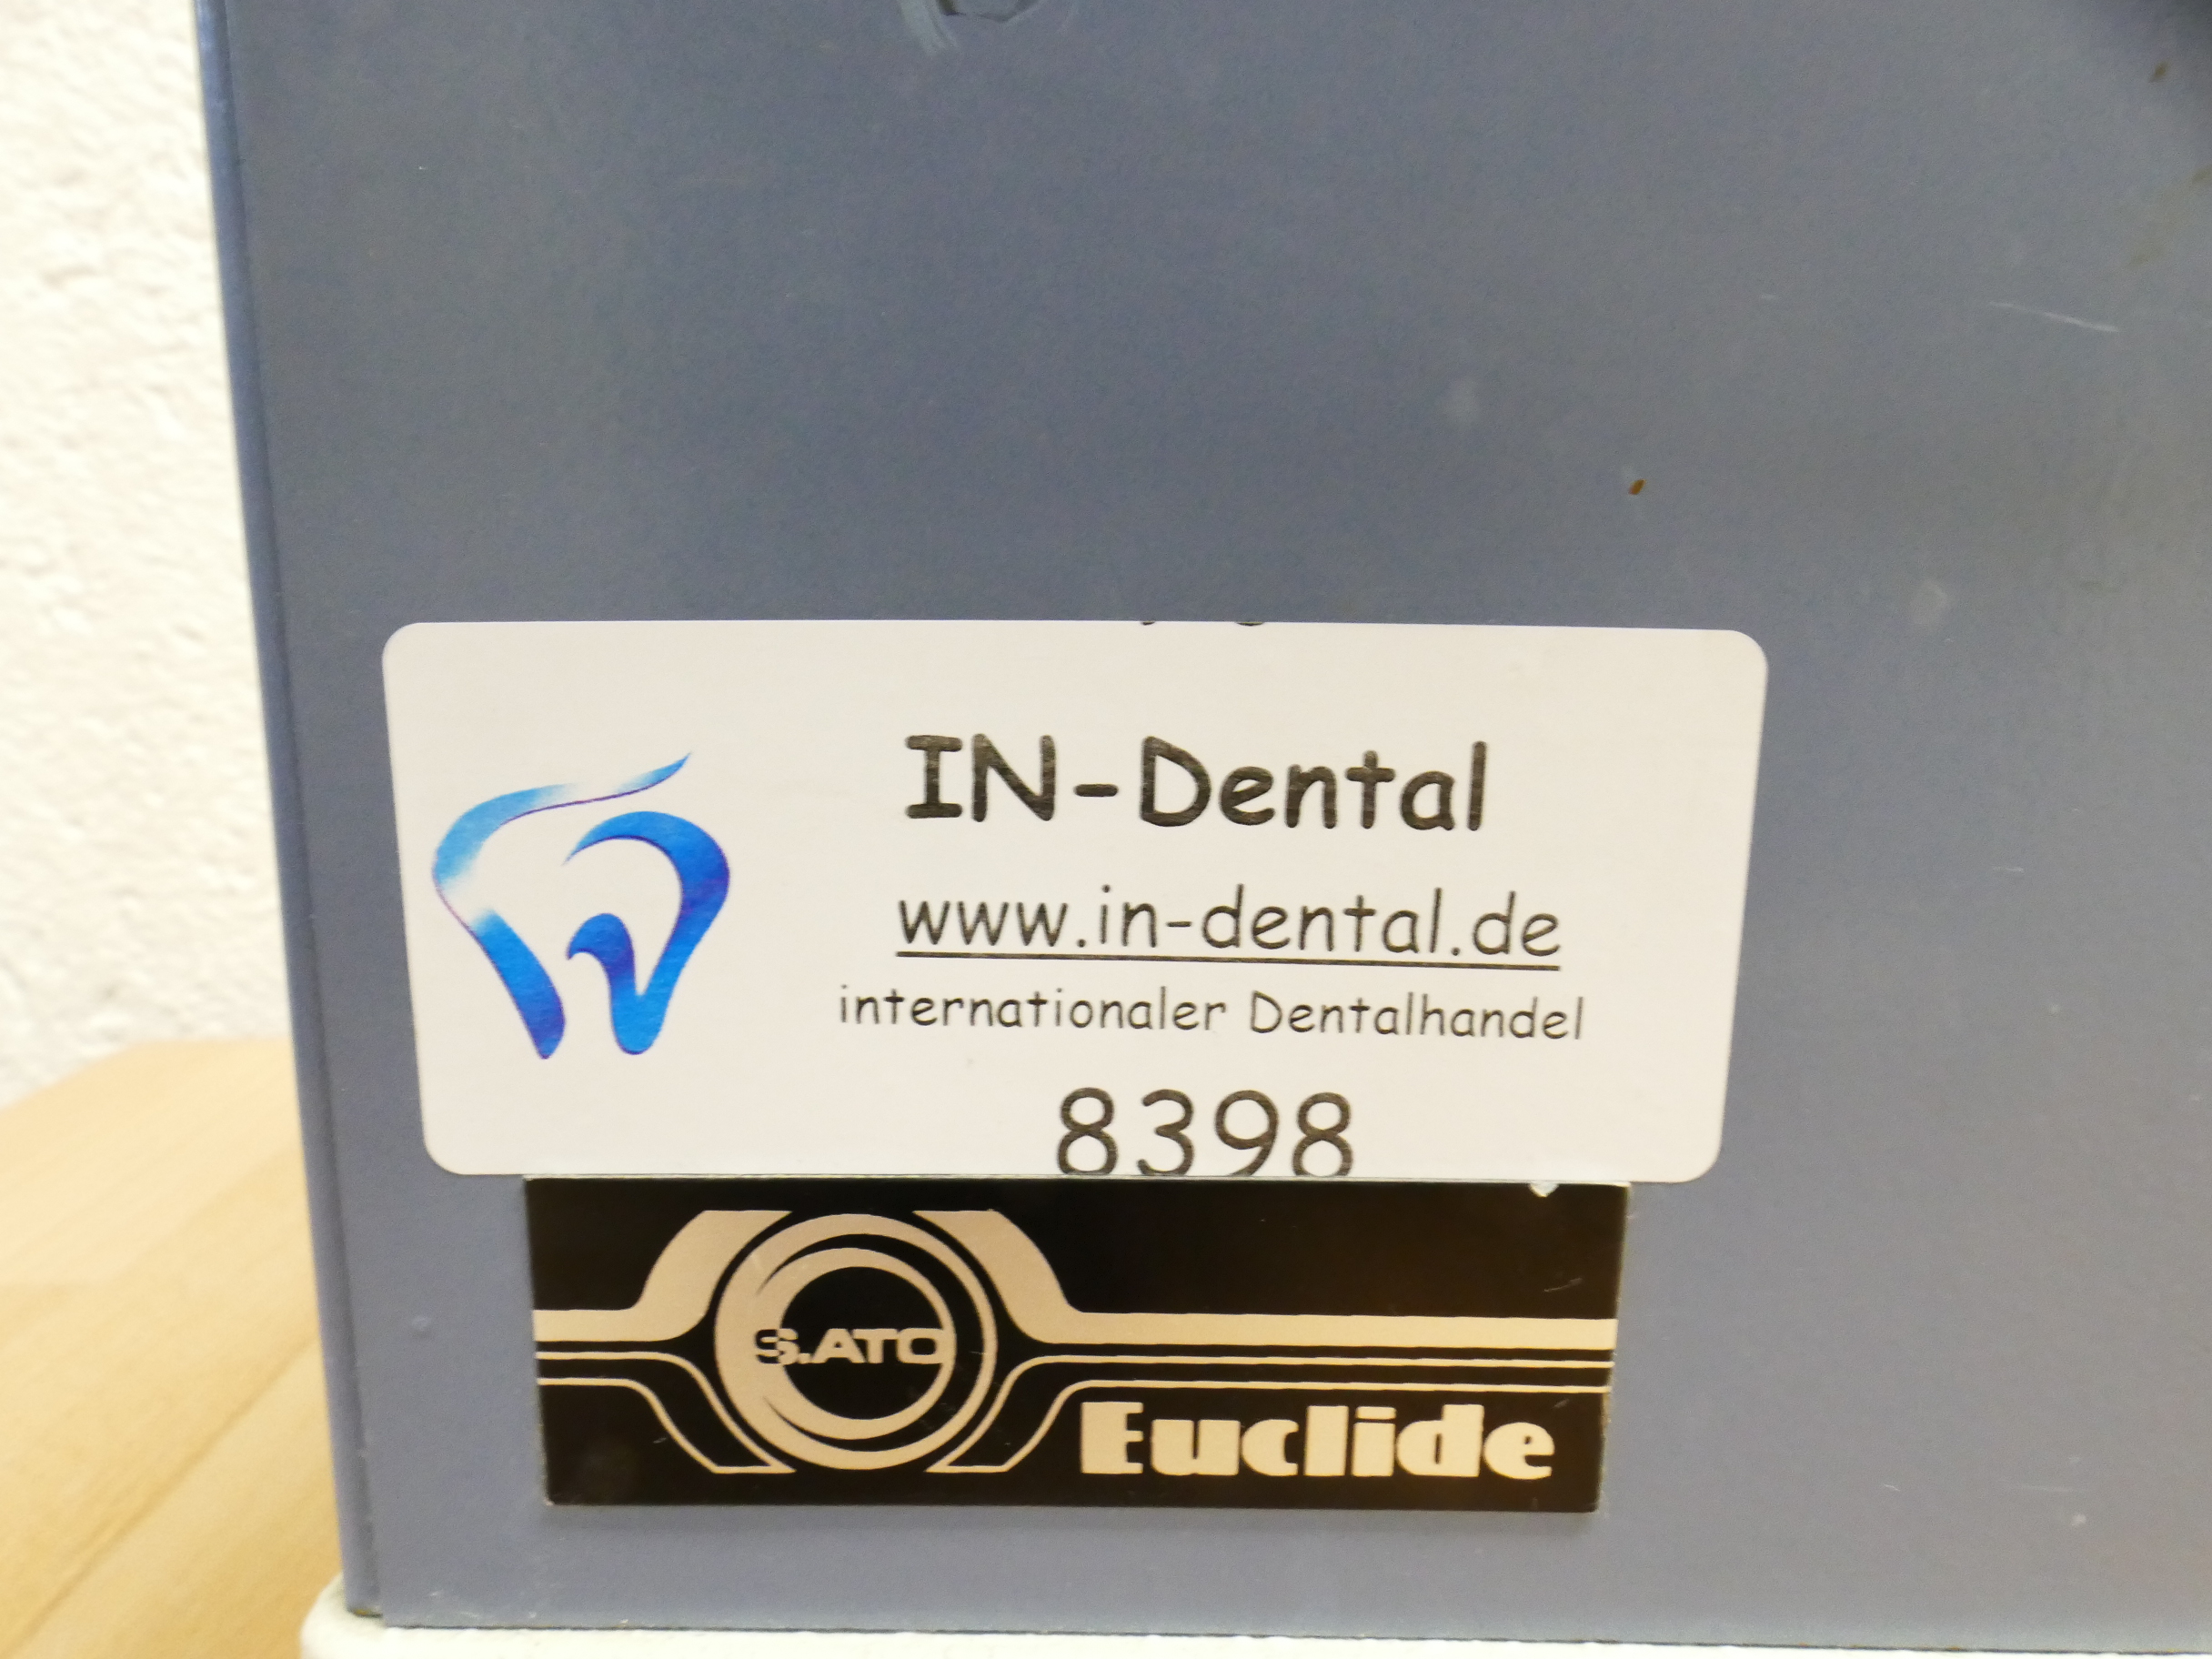 IN-Dental
www.in-dental.de
internationaler Dentalhandel
8398
S.ATO
Euclide